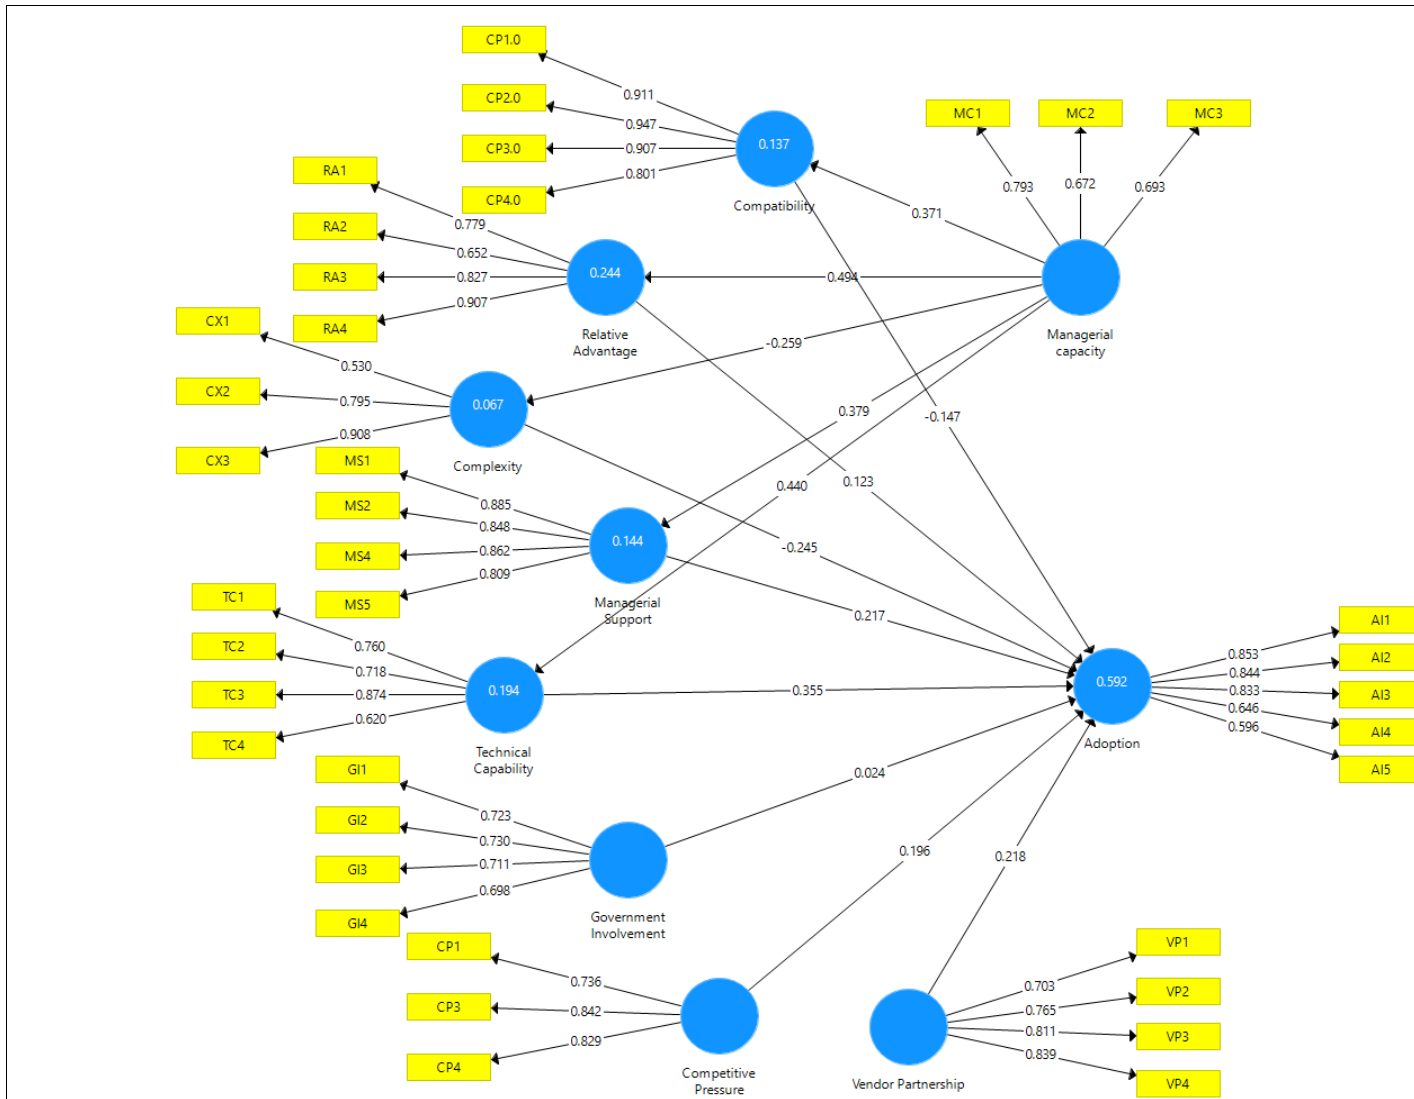 CP1.0
CP2.0
CP3.0
CP4.0
0.911
0.947
0.907
0.801
0.137
Compatibility
MC1
MC2
MC3
0.793
0.672
0.693
Managerial
capacity
RA1
RA2
RA3
RA4
0.779
0.652
0.827
0.907
0.244
Relative
Advantage
0.371
0.494
-0.259
0.379
0.440
CX1
CX2
CX3
0.530
0.795
0.908
0.067
Complexity
-0.147
0.123
-0.245
0.217
0.355
0.024
0.196
0.218
MS1
MS2
MS4
MS5
0.885
0.848
0.862
0.809
0.144
Managerial
Support
TC1
TC2
TC3
TC4
0.760
0.718
0.874
0.620
0.194
Technical
Capability
0.592
Adoption
0.853
0.844
0.833
0.646
0.596
AI1
AI2
AI3
AI4
AI5
GI1
GI2
GI3
GI4
0.723
0.730
0.711
0.698
Government
Involvement
CP1
CP3
CP4
0.736
0.842
0.829
Competitive
Pressure
Vendor Partnership
0.703
0.765
0.811
0.839
VP1
VP2
VP3
VP4